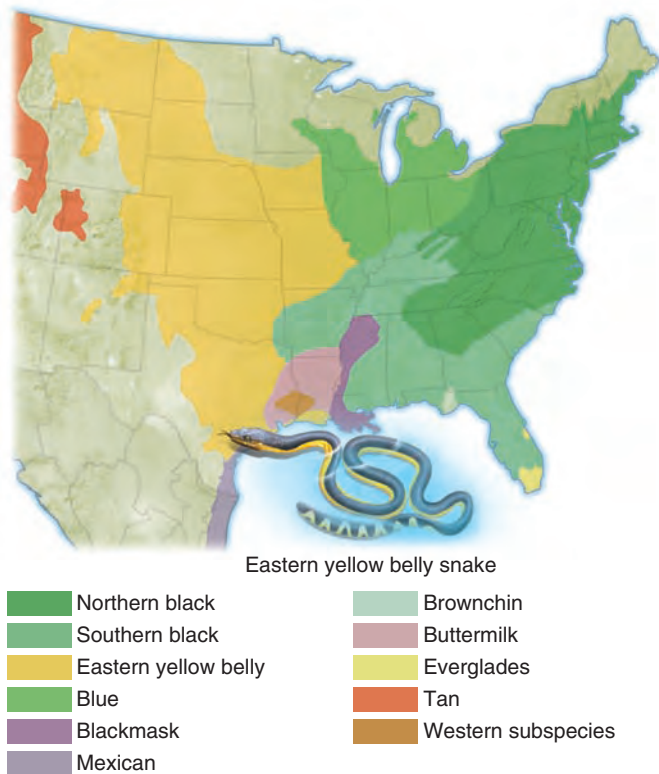 Eastern yellow belly snake
Northern black
Southern black
Eastern yellow belly
Blue
Blackmask
Mexican
Brownchin
Buttermilk
Everglades
Tan
Western subspecies